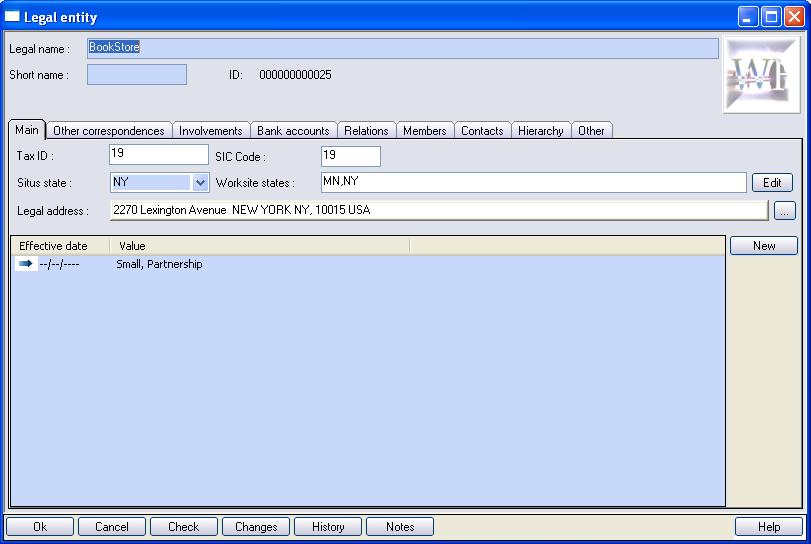 Legal entity
Legal name : BookStore
Short name : ID: 000000000025
Main Other correspondences Involvements Bank accounts Relations Members Contacts Hierarchy Other
Tax ID : 19 SIC Code : 19
Situs state : NY Worksite states : MN,NY Edit
Legal address : 2270 Lexington Avenue NEW YORK NY, 10015 USA ...
Effective date Value New
--/--/---- Small, Partnership
Ok Cancel Check Changes History Notes Help